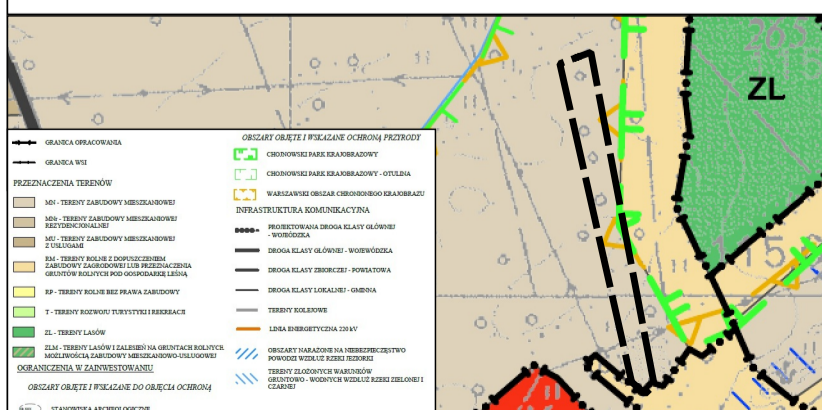 265
ZL
115.8
GRANICA OPRACOWANIA
GRANICA WSI
PRZEZNACZENIA TERENÓW
MN - TERENY ZABUDOWY MIESZKANIOWEJ
MNr - TERENY ZABUDOWY MIESZKANIOWEJ
REZYDENCJONALNEJ
MU - TERENY ZABUDOWY MIESZKANIOWEJ
Z USŁUGAMI
RM - TERENY ROLNE Z DOPUSZCZENIEM
ZABUDOWY ZAGRODOWEJ LUB PRZEZNACZENIA
GRUNTÓW ROLNYCH POD GOSPODARKĘ LEŚNĄ
RP - TERENY ROLNE BEZ PRAWA ZABUDOWY
T - TERENY ROZWOJU TURYSTYKI I REKREACJI
ZL - TERENY LASÓW
ZLM - TERENY LASÓW I ZALESIEŃ NA GRUNTACH ROLNYCH
MOŻLIWOŚCIĄ ZABUDOWY MIESZKANIOWO-USŁUGOWEJ
OGRANICZENIA W ZAINWESTOWANIU
OBSZARY OBJĘTE I WSKAZANE DO OBJĘCIA OCHRONĄ
STANOWISKA ARCHEOLOGICZNE
OBSZARY OBJĘTE I WSKAZANE OCHRONĄ PRZYRODY
CHOJNOWSKI PARK KRAJOBRAZOWY
CHOJNOWSKI PARK KRAJOBRAZOWY - OTULINA
WARSZAWSKI OBSZAR CHRONIONEGO KRAJOBRAZU
INFRASTRUKTURA KOMUNIKACYJNA
PROJEKTOWANA DROGA KLASY GŁÓWNEJ
- WOJEÓDZKA
DROGA KLASY GŁÓWNEJ - WOJEWÓDZKA
DROGA KLASY ZBIORCZEJ - POWIATOWA
DROGA KLASY LOKALNEJ - GMINNA
TERENY KOLEJOWE
LINIA ENERGETYCZNA 220 kV
OBSZARY NARAŻONE NA NIEBEZPIECZEŃSTWO
POWODZI WZDŁUŻ RZEKI JEZIORKI
TERENY ZŁOŻONYCH WARUNKÓW
GRUNTOWO - WODNYCH WZDŁUŻ RZEKI ZIELONEJ I
CZARNEJ